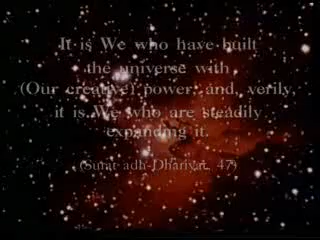 It is We who have built
the universe with
(Our creative) power, and, verily,
it is We who are steadily
expanding it.
(Surat adh-Dhariyat, 47)